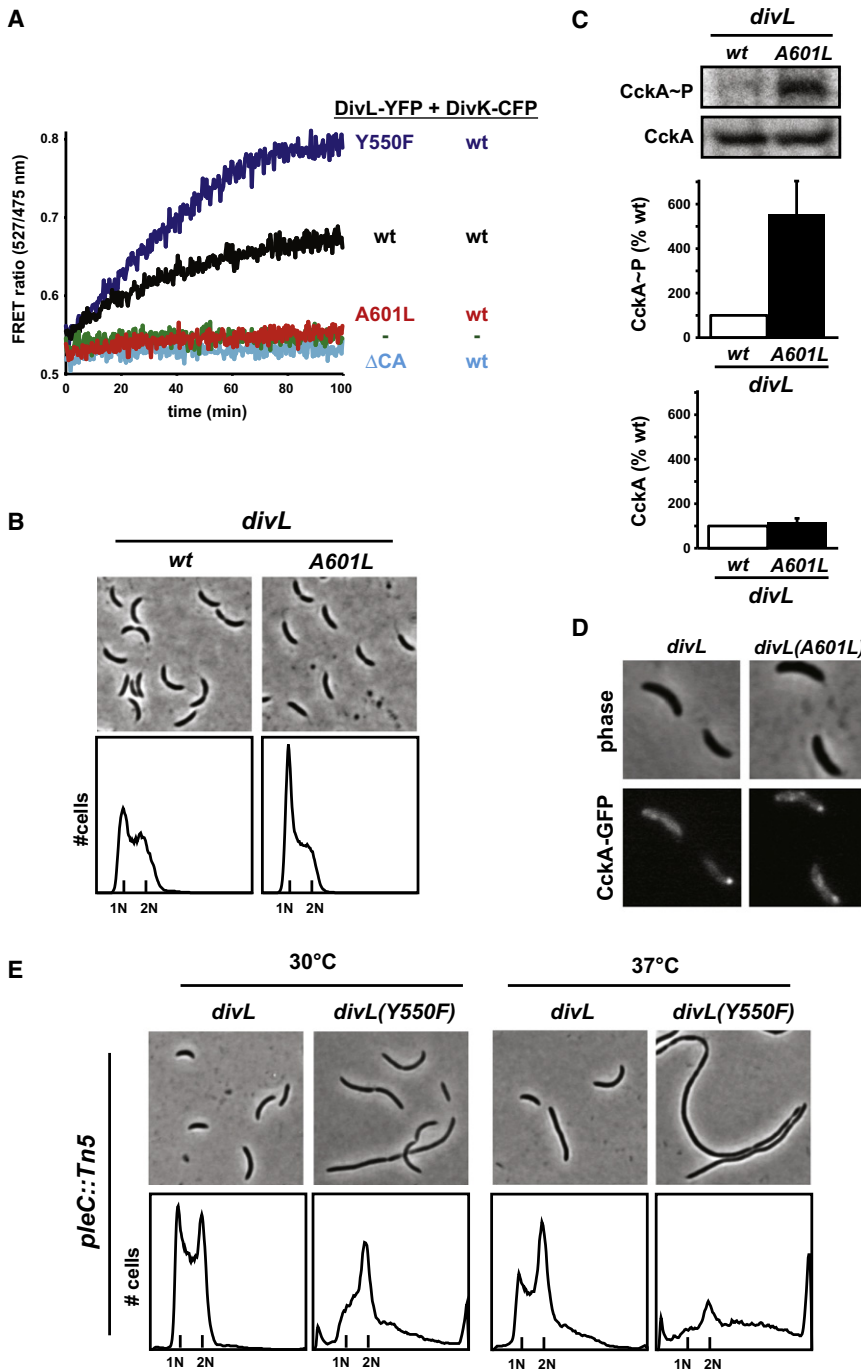 A
DivL-YFP + DivK-CFP
Y550F wt
wt wt
A601L wt
- -
ΔCA wt
FRET ratio (527/475 nm)
0.8
0.7
0.6
0.5
0 20 40 60 80 100
time (min)
B
divL
wt A601L
#cells
1N 2N
1N 2N
C
divL
wt A601L
CckA~P
CckA
CckA~P (% wt)
600
400
200
0
wt A601L
divL
CckA (% wt)
600
400
200
0
wt A601L
divL
D
divL divL(A601L)
phase
CckA-GFP
E
30°C 37°C
divL divL(Y550F) divL divL(Y550F)
pleC::Tn5
# cells
1N 2N
1N 2N
1N 2N
1N 2N